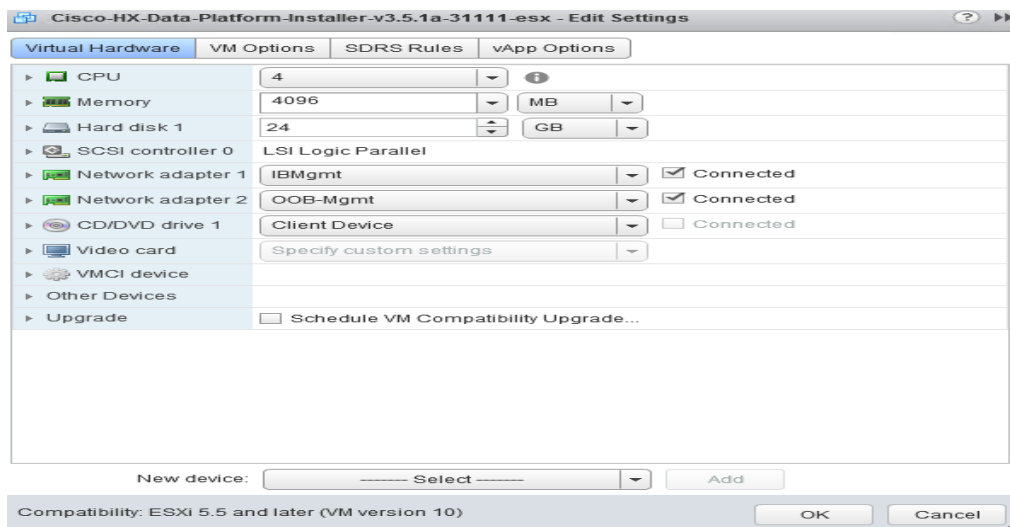 Cisco-HX-Data-Platform-Installer-v3.5.1a-31111-esx - Edit Settings
Virtual Hardware VM Options SDRS Rules vApp Options
CPU 4
Memory 4096 MB
Hard disk 1 24 GB
SCSI controller 0 LSI Logic Parallel
Network adapter 1 IBMgmt Connected
Network adapter 2 OOB-Mgmt Connected
CD/DVD drive 1 Client Device Connected
Video card Specify custom settings
VMCI device
Other Devices
Upgrade Schedule VM Compatibility Upgrade...
New device: ------- Select ------- Add
Compatibility: ESXi 5.5 and later (VM version 10) OK Cancel